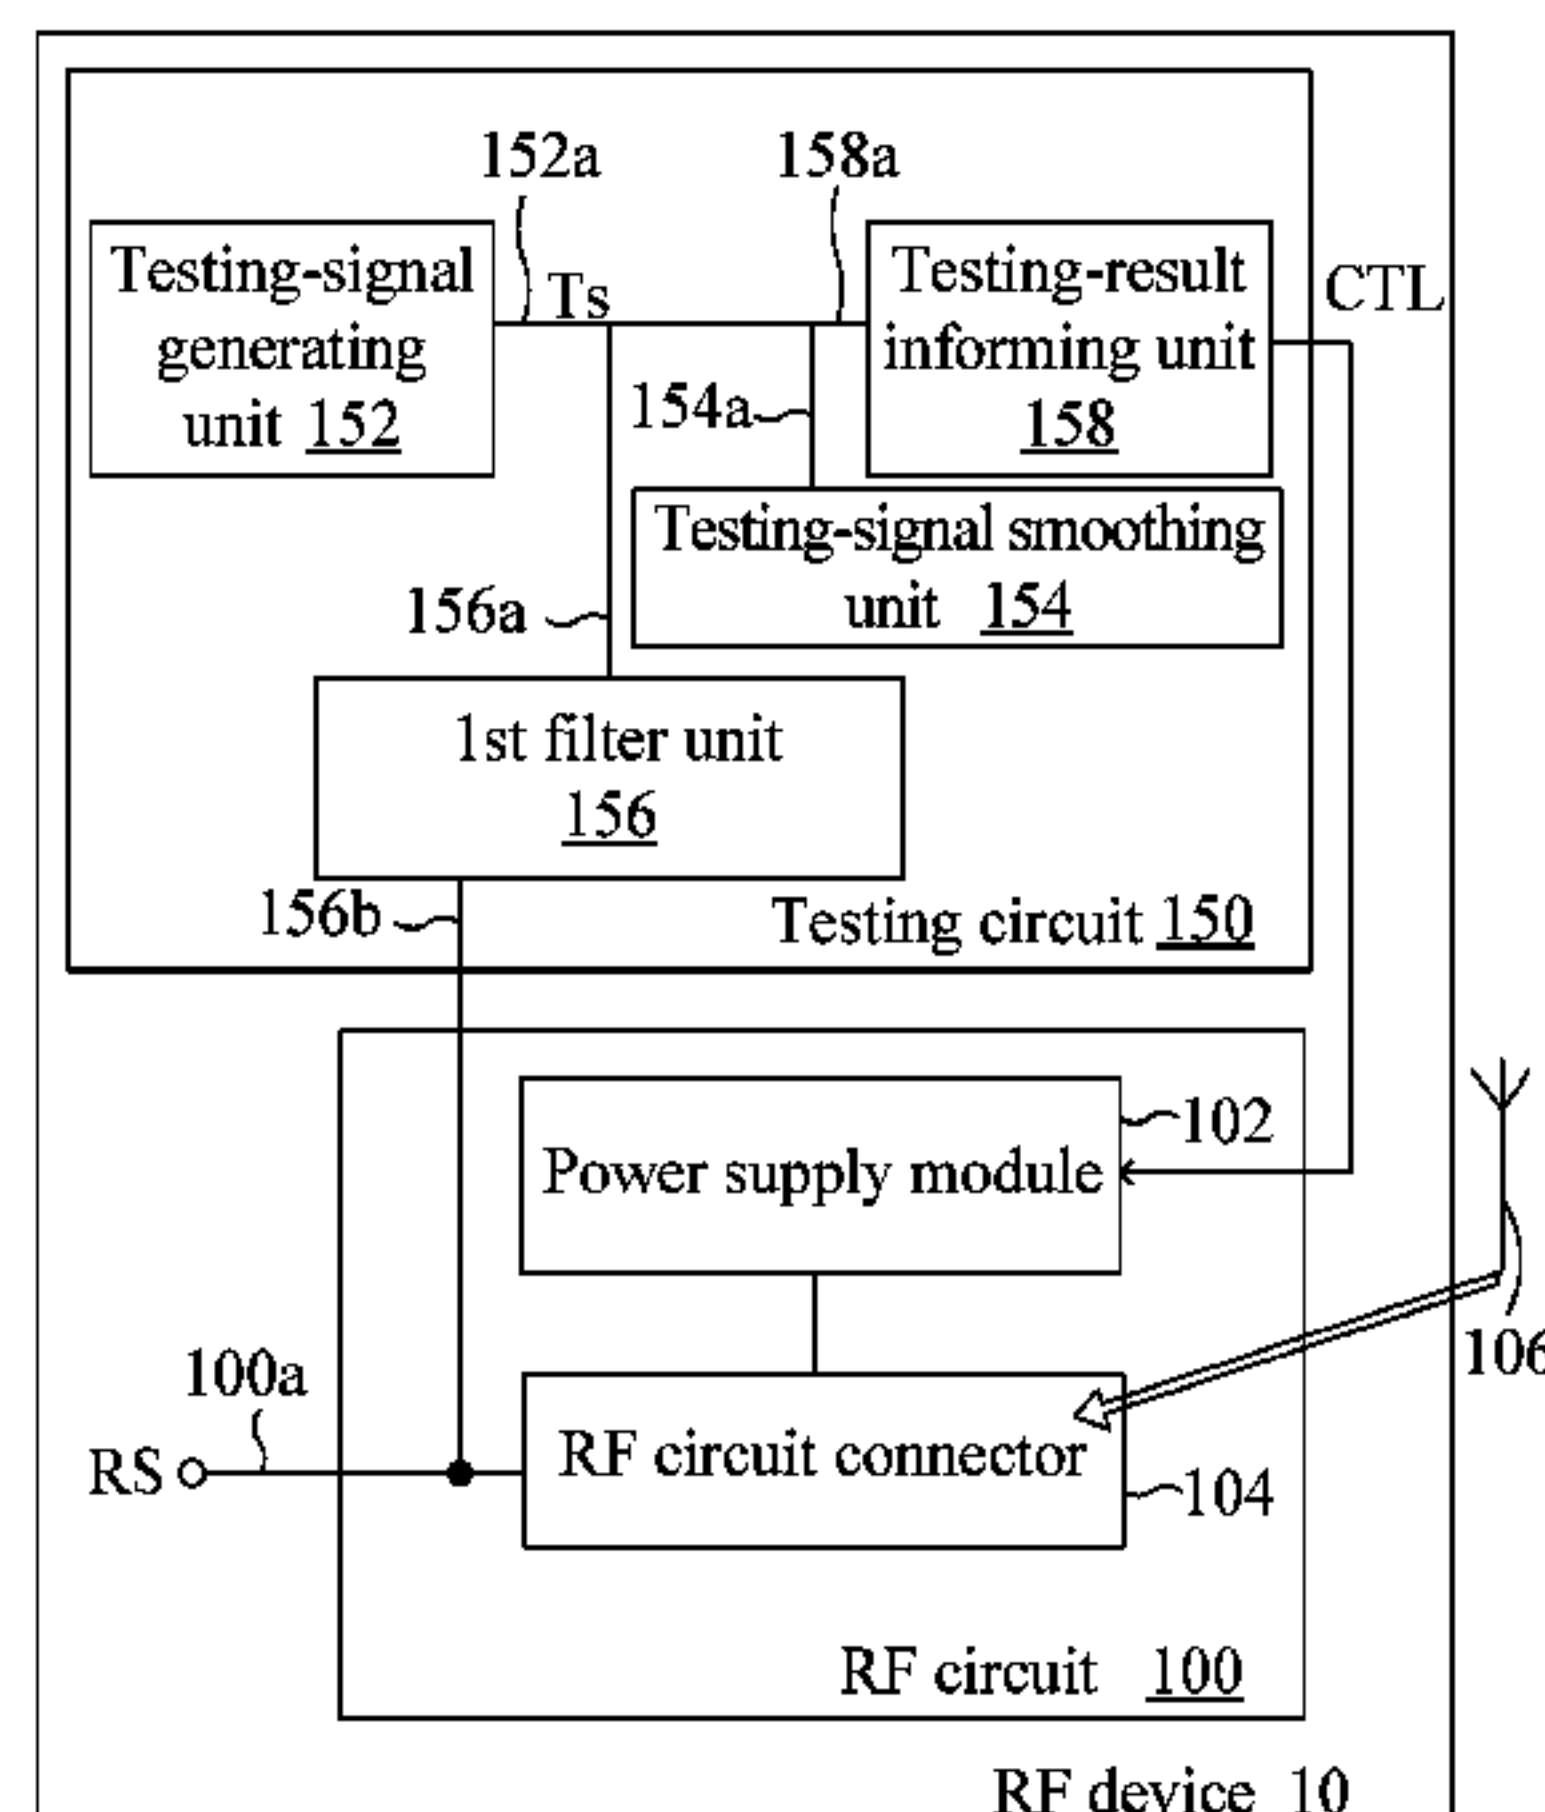 152a
158a
Testing-signal
generating
unit 152
Ts
Testing-result
informing unit
158
CTL
154a
Testing-signal smoothing
unit 154
156a
1st filter unit
156
156b
Testing circuit 150
102
Power supply module
106
100a
RS
RF circuit connector
104
RF circuit 100
RF device 10